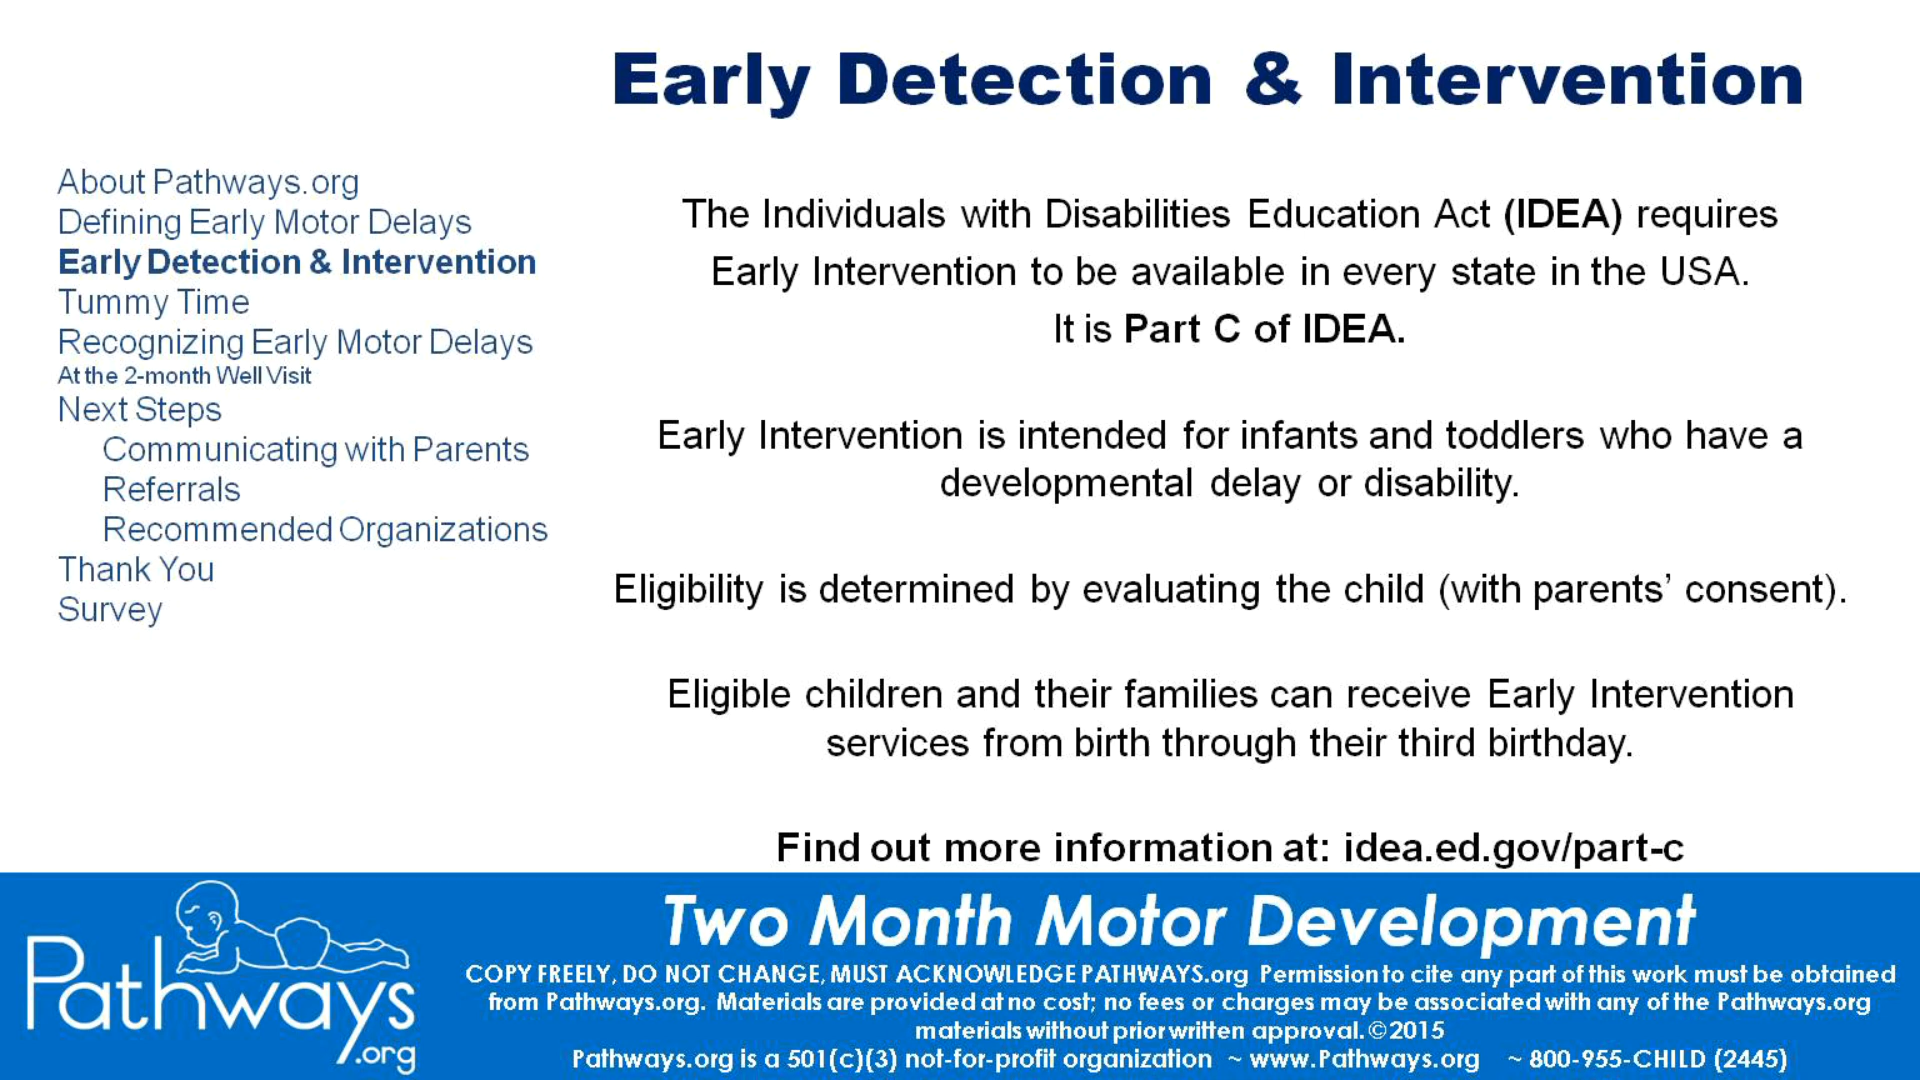 Early Detection & Intervention
About Pathways.org
Defining Early Motor Delays
Early Detection & Intervention
Tummy Time
Recognizing Early Motor Delays
At the 2-month Well Visit
Next Steps
Communicating with Parents
Referrals
Recommended Organizations
Thank You
Survey
The Individuals with Disabilities Education Act (IDEA) requires
Early Intervention to be available in every state in the USA.
It is Part C of IDEA.
Early Intervention is intended for infants and toddlers who have a
developmental delay or disability.
Eligibility is determined by evaluating the child (with parents’ consent).
Eligible children and their families can receive Early Intervention
services from birth through their third birthday.
Find out more information at: idea.ed.gov/part-c
Pathways
.org
Two Month Motor Development
COPY FREELY, DO NOT CHANGE, MUST ACKNOWLEDGE PATHWAYS.org Permission to cite any part of this work must be obtained
from Pathways.org. Materials are provided at no cost; no fees or charges may be associated with any of the Pathways.org
materials without prior written approval. ©2015
Pathways.org is a 501(c)(3) not-for-profit organization ~ www.Pathways.org ~ 800-955-CHILD (2445)